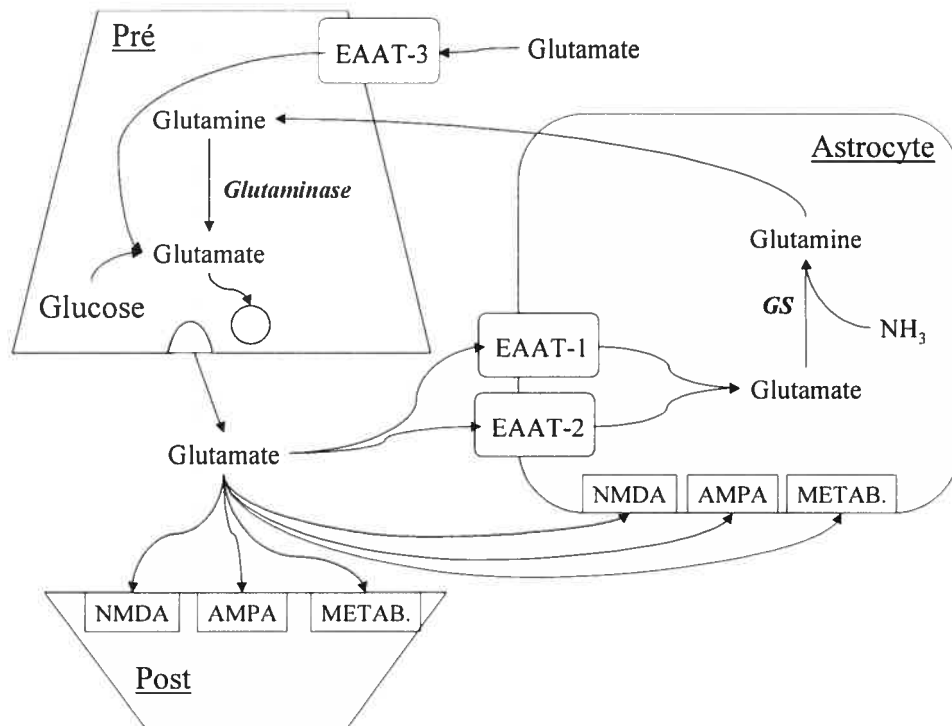 Pré
EAAT-3
Glutamate
Glutamine
Astrocyte
Glutaminase
Glutamine
Glutamate
Glucose
GS
NH3
EAAT-1
Glutamate
EAAT-2
Glutamate
NMDA AMPA METAB.
NMDA AMPA METAB.
Post